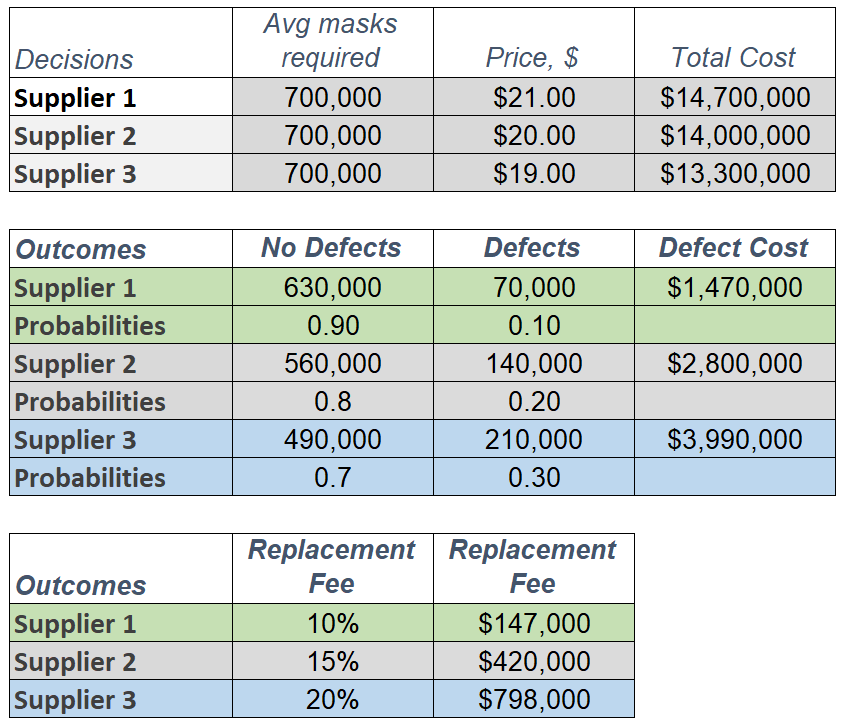 Decisions Avg masks required Price, $ Total Cost
Supplier 1 700,000 $21.00 $14,700,000
Supplier 2 700,000 $20.00 $14,000,000
Supplier 3 700,000 $19.00 $13,300,000
Outcomes No Defects Defects Defect Cost
Supplier 1 630,000 70,000 $1,470,000
Probabilities 0.90 0.10
Supplier 2 560,000 140,000 $2,800,000
Probabilities 0.8 0.20
Supplier 3 490,000 210,000 $3,990,000
Probabilities 0.7 0.30
Outcomes Replacement Fee Replacement Fee
Supplier 1 10% $147,000
Supplier 2 15% $420,000
Supplier 3 20% $798,000